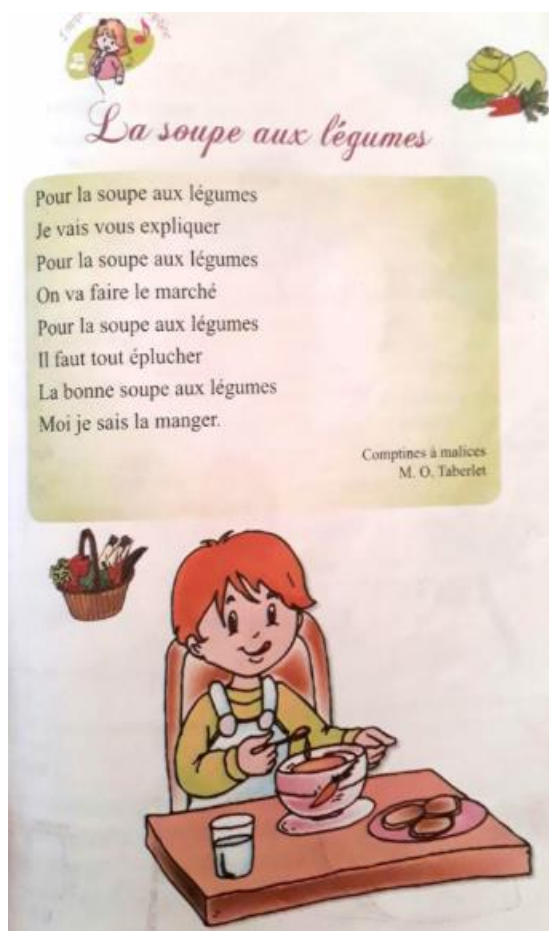 La soupe aux légumes
Pour la soupe aux légumes
Je vais vous expliquer
Pour la soupe aux légumes
On va faire le marché
Pour la soupe aux légumes
Il faut tout éplucher
La bonne soupe aux légumes
Moi je sais la manger.
Comptines à malices
M. O. Taberlet